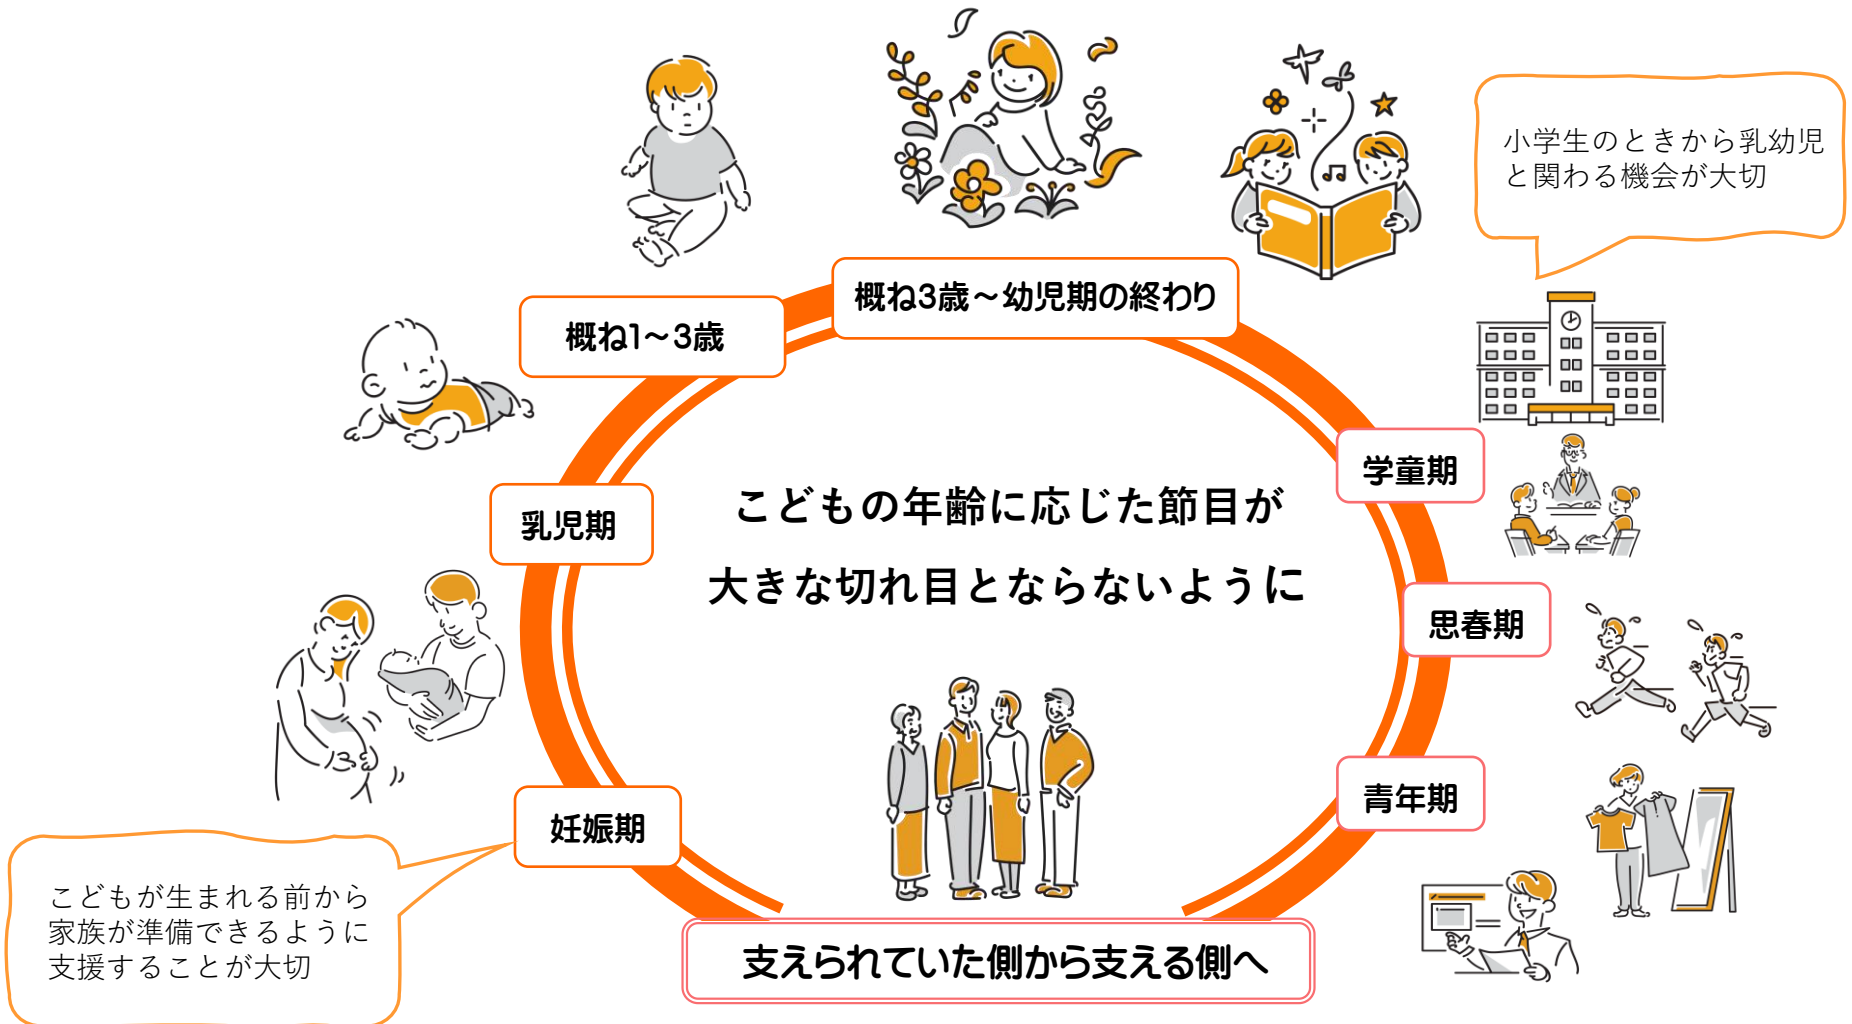 小学生のときから乳幼児
と関わる機会が大切
概ね3歳～幼児期の終わり
概ね1～3歳
学童期
こどもの年齢に応じた節目が
大きな切れ目とならないように
乳児期
思春期
青年期
妊娠期
こどもが生まれる前から
家族が準備できるように
支援することが大切
支えられていた側から支える側へ